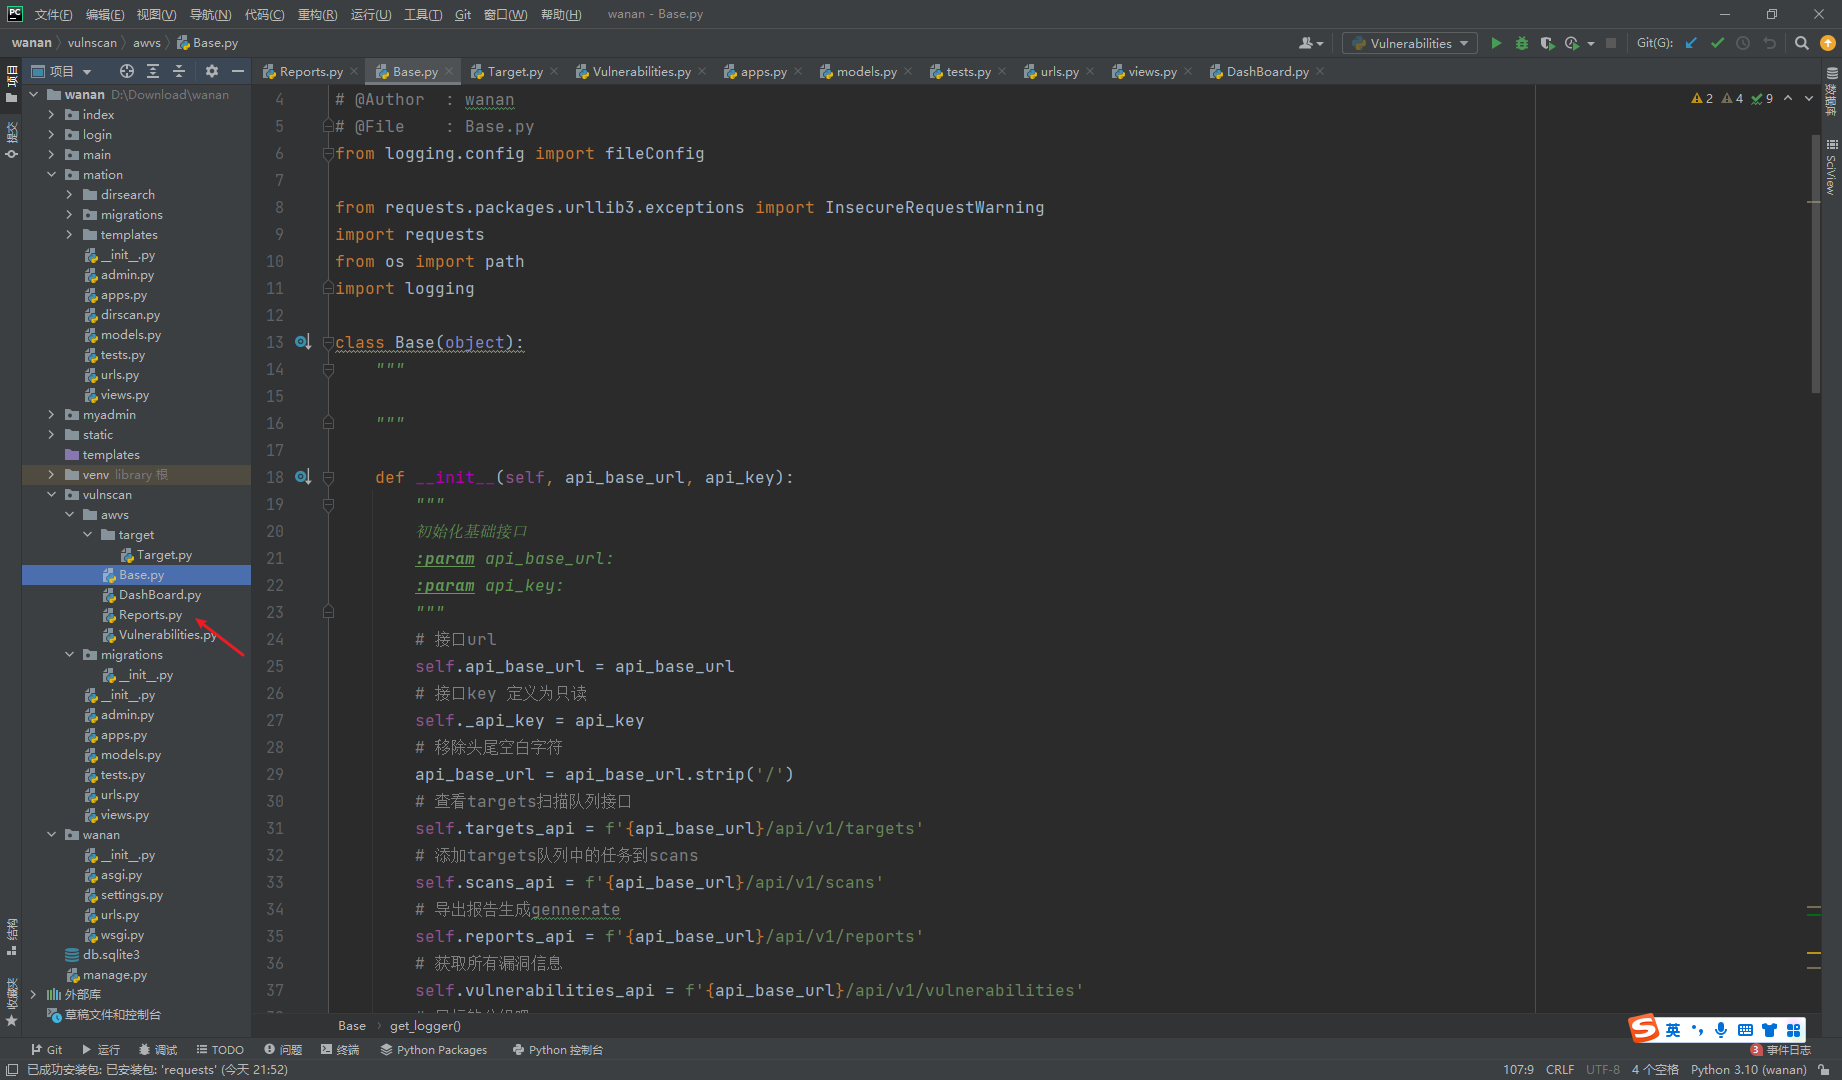 文件(F) 编辑(E) 视图(V) 导航(N) 代码(C) 重构(R) 运行(U) 工具(T) Git 窗口(W) 帮助(H) wanan - Base.py
wanan vulnscan awvs Base.py
Vulnerabilities Git(G):
项目
Reports.py Base.py Target.py Vulnerabilities.py apps.py models.py tests.py urls.py views.py DashBoard.py
项目
提交
结构
收藏夹
wanan D:\Download\wanan
index
login
main
mation
dirsearch
migrations
templates
__init__.py
admin.py
apps.py
dirscan.py
models.py
tests.py
urls.py
views.py
myadmin
static
templates
venv library 根
vulnscan
awvs
target
Target.py
Base.py
DashBoard.py
Reports.py
Vulnerabilities.py
migrations
__init__.py
__init__.py
admin.py
apps.py
models.py
tests.py
urls.py
views.py
wanan
__init__.py
asgi.py
settings.py
urls.py
wsgi.py
db.sqlite3
manage.py
外部库
草稿文件和控制台
2 4 9
数据库
SciView
4 # @Author : wanan
5 # @File : Base.py
6 from logging.config import fileConfig
7
8 from requests.packages.urllib3.exceptions import InsecureRequestWarning
9 import requests
10 from os import path
11 import logging
12
13 class Base(object):
14 """
15
16 """
17
18 def __init__(self, api_base_url, api_key):
19 """
20 初始化基础接口
21 :param api_base_url:
22 :param api_key:
23 """
24 # 接口url
25 self.api_base_url = api_base_url
26 # 接口key 定义为只读
27 self._api_key = api_key
28 # 移除头尾空白字符
29 api_base_url = api_base_url.strip('/')
30 # 查看targets扫描队列接口
31 self.targets_api = f'{api_base_url}/api/v1/targets'
32 # 添加targets队列中的任务到scans
33 self.scans_api = f'{api_base_url}/api/v1/scans'
34 # 导出报告生成gennerate
35 self.reports_api = f'{api_base_url}/api/v1/reports'
36 # 获取所有漏洞信息
37 self.vulnerabilities_api = f'{api_base_url}/api/v1/vulnerabilities'
Base get_logger()
英
Git 运行 调试 TODO 问题 终端 Python Packages Python 控制台 3 事件日志
已成功安装包: 已安装包: 'requests' (今天 21:52) 107:9 CRLF UTF-8 4 个空格 Python 3.10 (wanan)